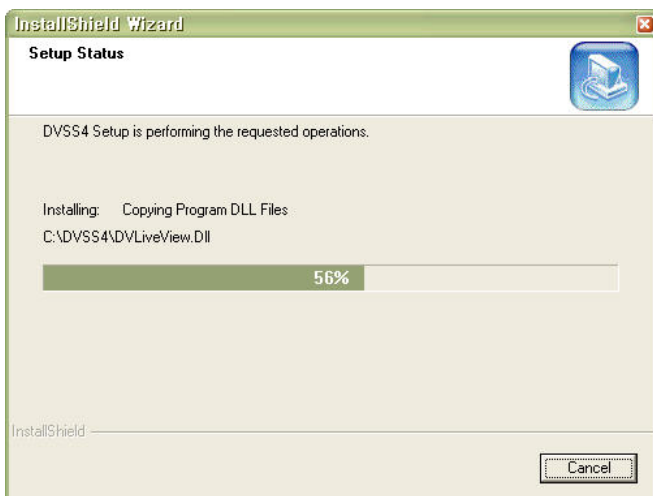 InstallShield Wizard
Setup Status
DVSS4 Setup is performing the requested operations.
Installing: Copying Program DLL Files
C:\DVSS4\DVLiveView.Dll
56%
InstallShield
Cancel